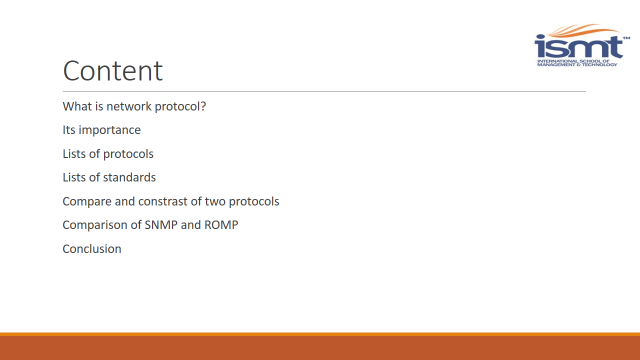 ismt™
INTERNATIONAL SCHOOL OF
MANAGEMENT & TECHNOLOGY
Content
What is network protocol?
Its importance
Lists of protocols
Lists of standards
Compare and constrast of two protocols
Comparison of SNMP and ROMP
Conclusion